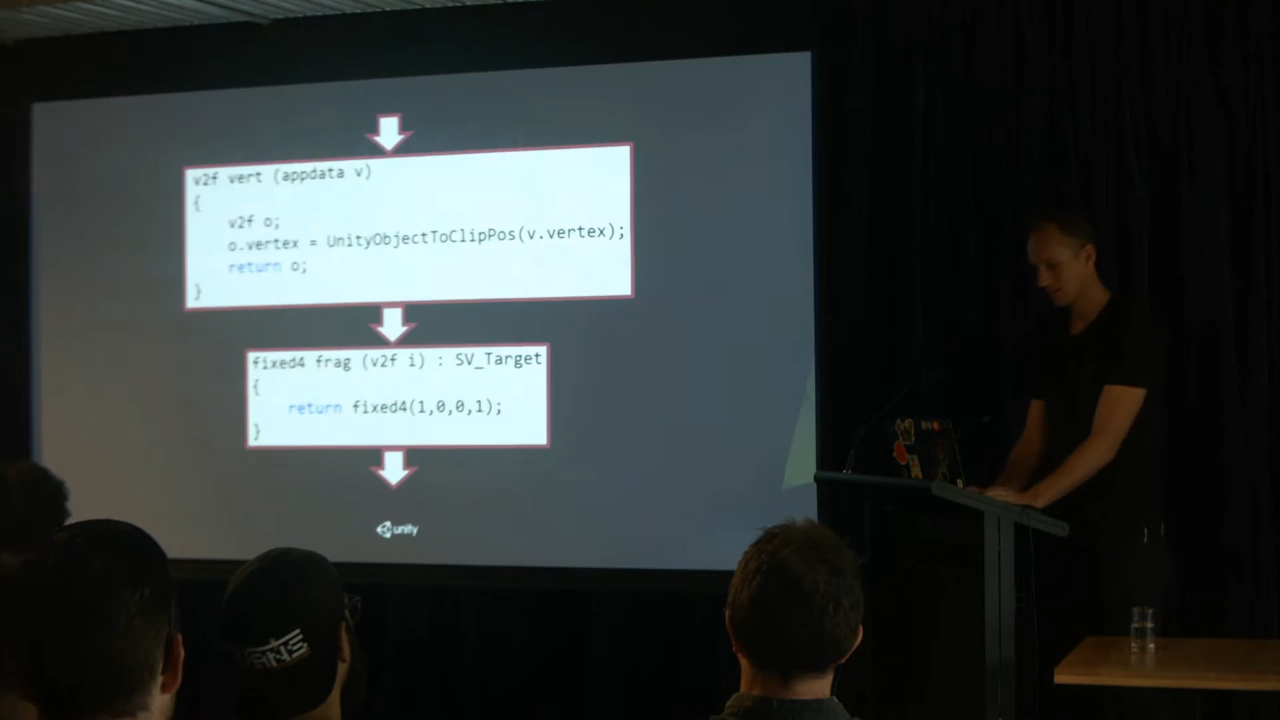 v2f vert (appdata v)
{
v2f o;
o.vertex = UnityObjectToClipPos(v.vertex);
return o;
}
fixed4 frag (v2f i) : SV_Target
{
return fixed4(1,0,0,1);
}
unity